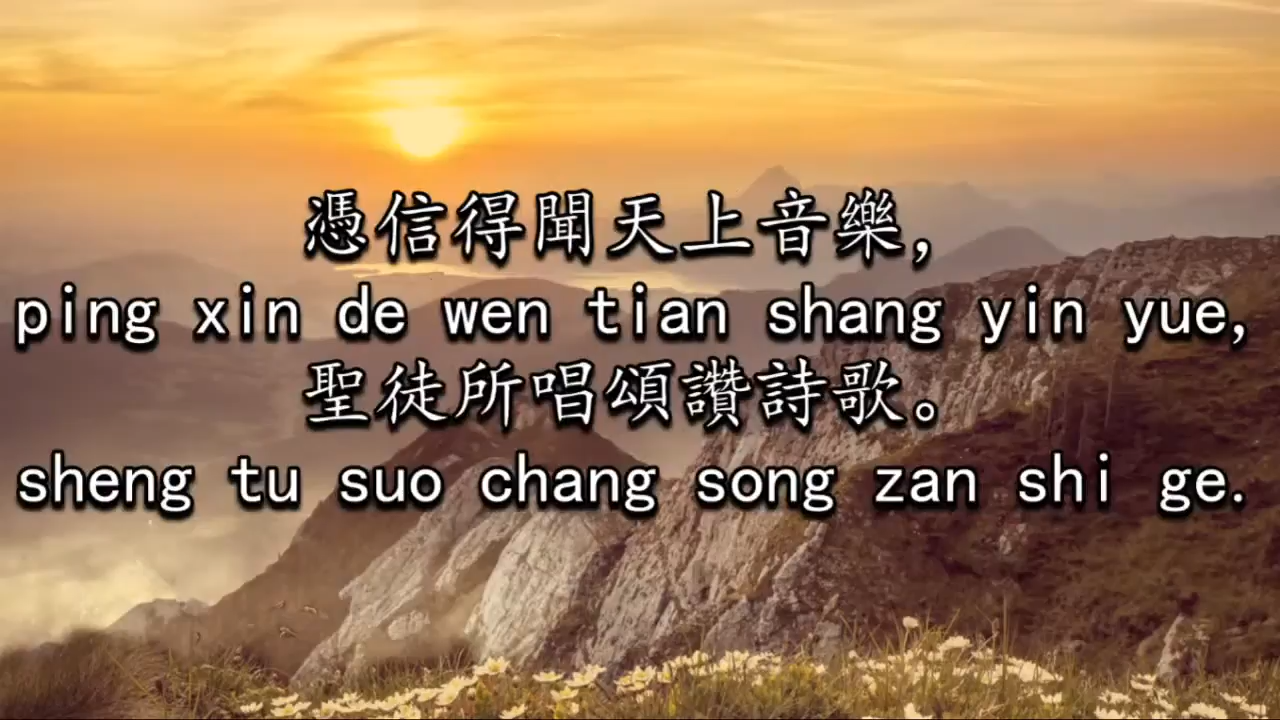 憑信得聞天上音樂，
ping xin de wen tian shang yin yue,
聖徒所唱頌讚詩歌。
sheng tu suo chang song zan shi ge.